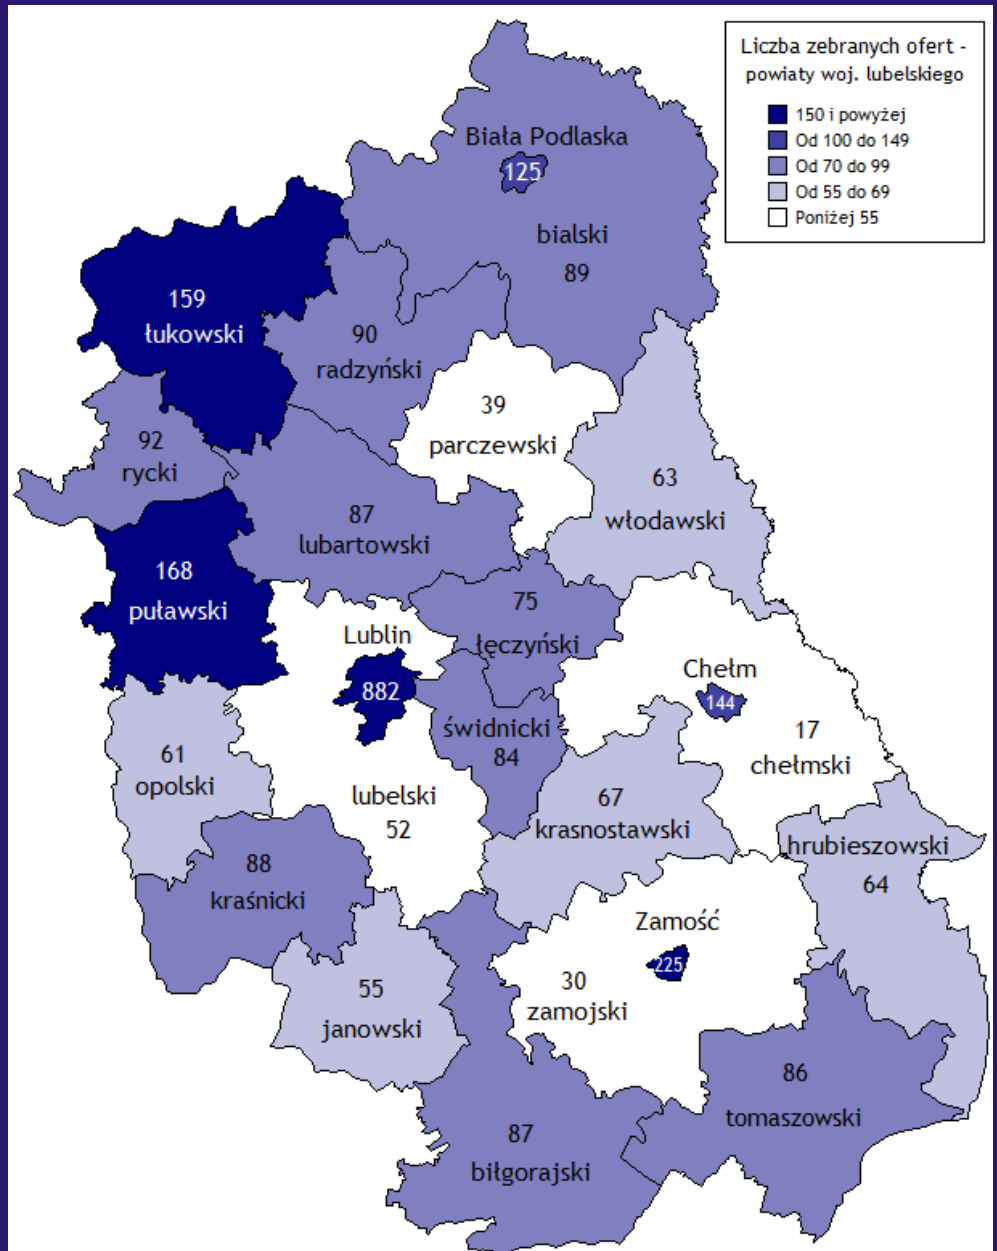 Liczba zebranych ofert -
powiaty woj. lubelskiego
150 i powyżej
Od 100 do 149
Od 70 do 99
Od 55 do 69
Poniżej 55
Biała Podlaska
125
bialski
89
159
łukowski
90
radzyński
39
parczewski
92
rycki
63
włodawski
87
lubartowski
168
puławski
75
łęczyński
Lublin
882
Chełm
144
17
chełmski
świdnicki
84
61
opolski
lubelski
52
67
krasnostawski
hrubieszowski
64
88
kraśnicki
Zamość
225
30
zamojski
55
janowski
86
tomaszowski
87
biłgorajski